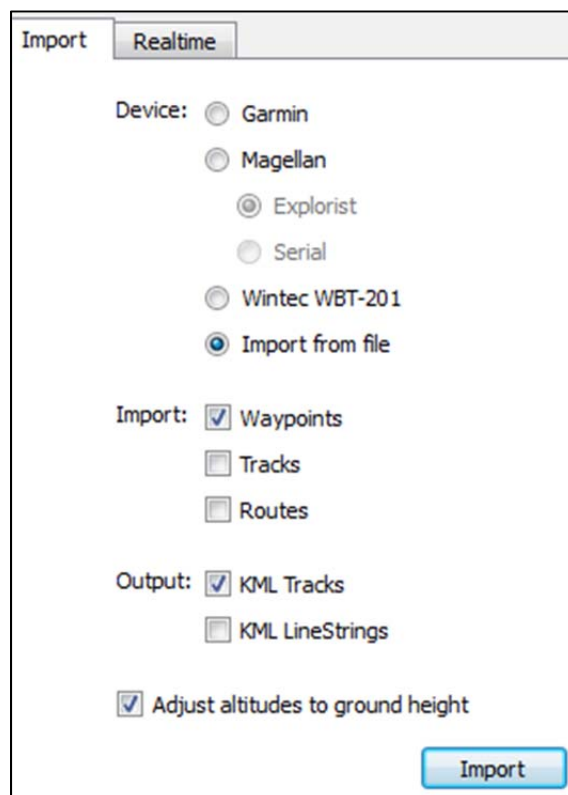 Import Realtime
Device: Garmin
Magellan
Explorist
Serial
Wintec WBT-201
Import from file
Import: Waypoints
Tracks
Routes
Output: KML Tracks
KML LineStrings
Adjust altitudes to ground height
Import